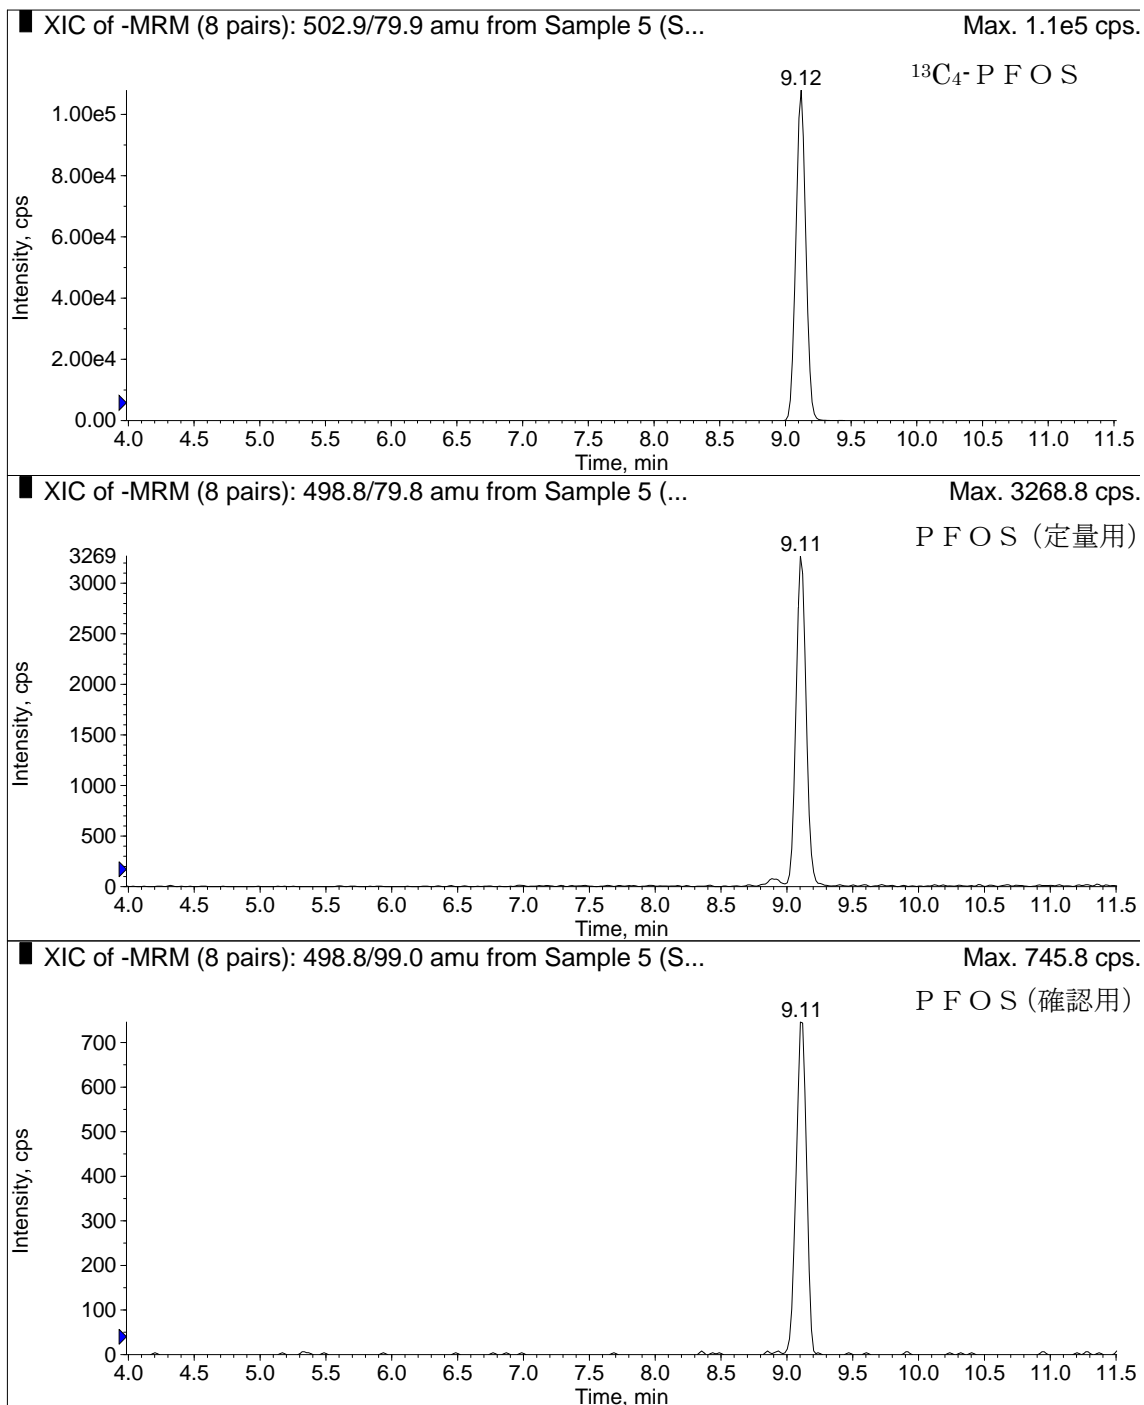 XIC of -MRM (8 pairs): 502.9/79.9 amu from Sample 5 (S... Max. 1.1e5 cps.
¹³C₄-ＰＦＯＳ
9.12
1.00e5
8.00e4
6.00e4
4.00e4
2.00e4
0.00
Intensity, cps
4.0 4.5 5.0 5.5 6.0 6.5 7.0 7.5 8.0 8.5 9.0 9.5 10.0 10.5 11.0 11.5
Time, min
XIC of -MRM (8 pairs): 498.8/79.8 amu from Sample 5 (... Max. 3268.8 cps.
ＰＦＯＳ(定量用)
9.11
3269
3000
2500
2000
1500
1000
500
0
Intensity, cps
4.0 4.5 5.0 5.5 6.0 6.5 7.0 7.5 8.0 8.5 9.0 9.5 10.0 10.5 11.0 11.5
Time, min
XIC of -MRM (8 pairs): 498.8/99.0 amu from Sample 5 (S... Max. 745.8 cps.
ＰＦＯＳ(確認用)
9.11
700
600
500
400
300
200
100
0
Intensity, cps
4.0 4.5 5.0 5.5 6.0 6.5 7.0 7.5 8.0 8.5 9.0 9.5 10.0 10.5 11.0 11.5
Time, min